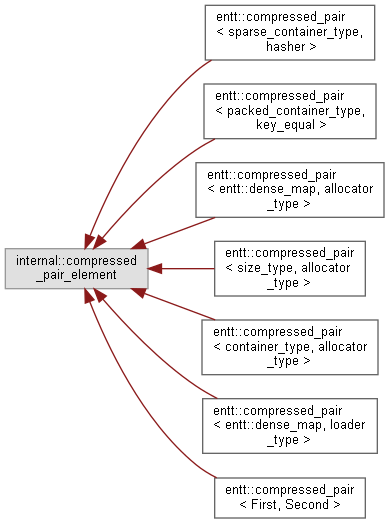 entt::compressed_pair
< sparse_container_type,
hasher >
entt::compressed_pair
< packed_container_type,
key_equal >
entt::compressed_pair
< entt::dense_map, allocator
_type >
internal::compressed
_pair_element
entt::compressed_pair
< size_type, allocator
_type >
entt::compressed_pair
< container_type, allocator
_type >
entt::compressed_pair
< entt::dense_map, loader
_type >
entt::compressed_pair
< First, Second >